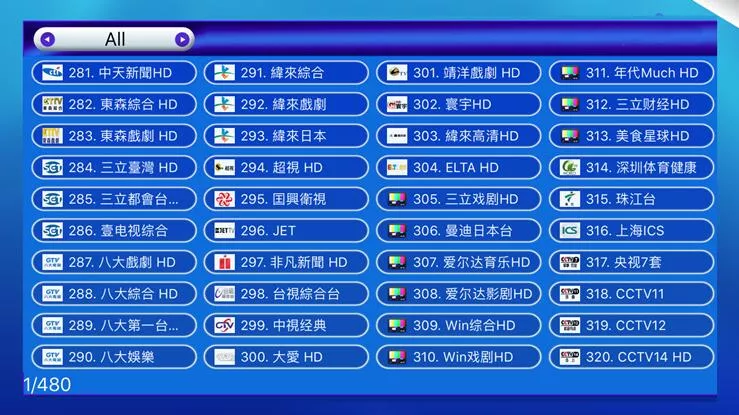 All
281. 中天新聞HD
282. 東森綜合 HD
283. 東森戲劇 HD
284. 三立臺灣 HD
285. 三立都會台...
286. 壹电视综合
287. 八大戲劇 HD
288. 八大綜合 HD
289. 八大第一台...
290. 八大娛樂
291. 緯來綜合
292. 緯來戲劇
293. 緯來日本
294. 超視 HD
295. 国興衛視
296. JET
297. 非凡新聞 HD
298. 台視綜合台
299. 中視经典
300. 大愛 HD
301. 靖洋戲劇 HD
302. 寰宇HD
303. 緯來高清HD
304. ELTA HD
305. 三立戏剧HD
306. 曼迪日本台
307. 爱尔达育乐HD
308. 爱尔达影剧HD
309. Win综合HD
310. Win戏剧HD
311. 年代Much HD
312. 三立财经HD
313. 美食星球HD
314. 深圳体育健康
315. 珠江台
316. 上海ICS
317. 央视7套
318. CCTV11
319. CCTV12
320. CCTV14 HD
1/480